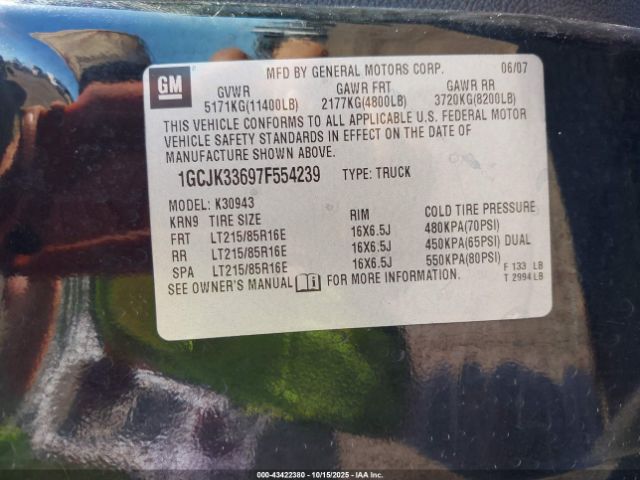 MFD BY GENERAL MOTORS CORP. 06/07
GM GVWR GAWR FRT GAWR RR
5171KG(11400LB) 2177KG(4800LB) 3720KG(8200LB)
THIS VEHICLE CONFORMS TO ALL APPLICABLE U.S. FEDERAL MOTOR
VEHICLE SAFETY STANDARDS IN EFFECT ON THE DATE OF
MANUFACTURE SHOWN ABOVE.
1GCJK33697F554239 TYPE: TRUCK
MODEL: K30943
KRN9 TIRE SIZE RIM COLD TIRE PRESSURE
FRT LT215/85R16E 16X6.5J 480KPA(70PSI)
RR LT215/85R16E 16X6.5J 450KPA(65PSI) DUAL
SPA LT215/85R16E 16X6.5J 550KPA(80PSI)
SEE OWNER'S MANUAL FOR MORE INFORMATION.
F 133 LB
T 2994 LB
000-43422380 - 10/15/2025 - IAA Inc.